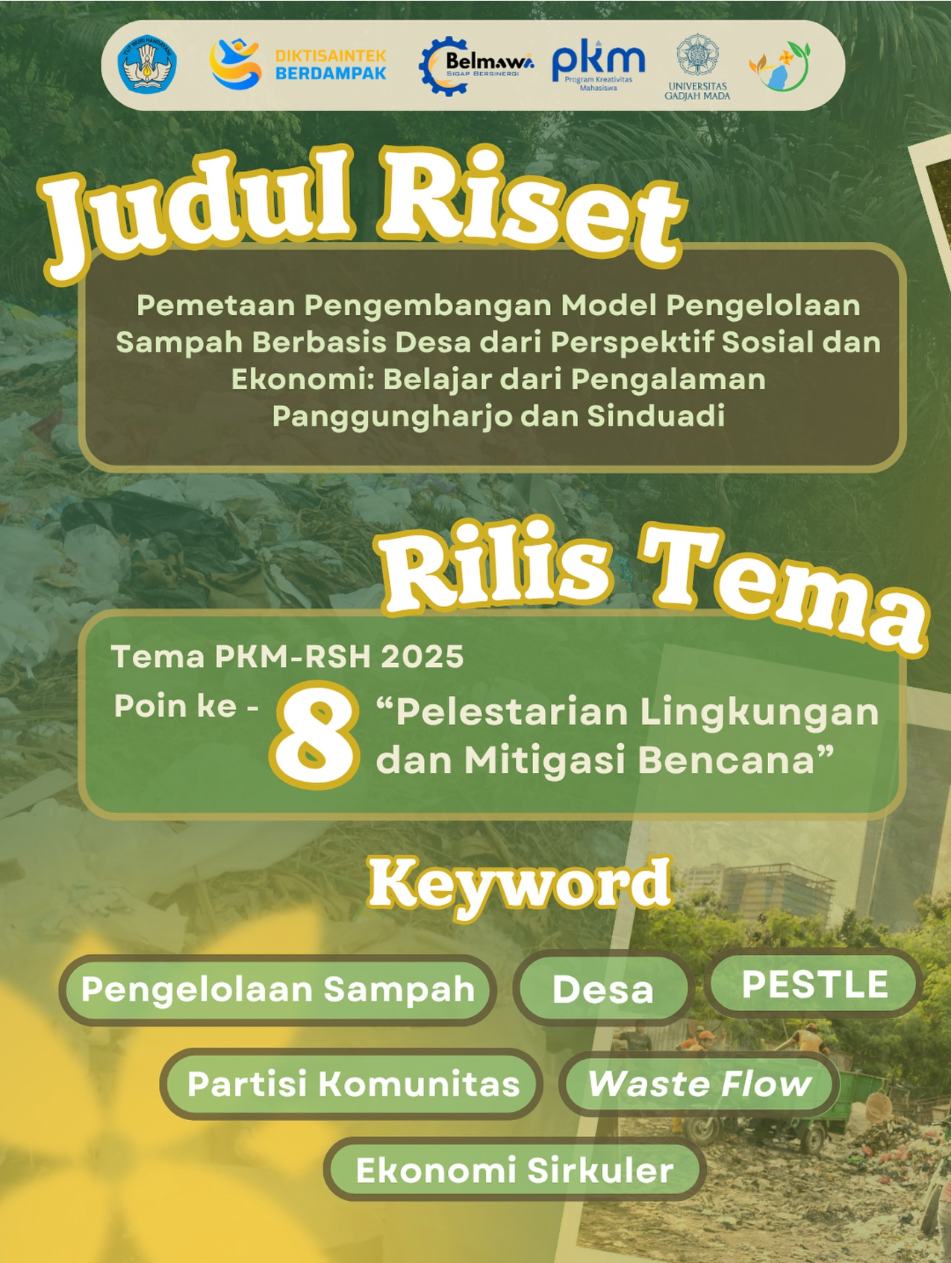 TUT WURI HANDAYANI
DIKTISAINTEK
BERDAMPAK
Belmawa
SIGAP BERSINERGI
pkm
Program Kreativitas
Mahasiswa
UNIVERSITAS
GADJAH MADA
Judul Riset
Pemetaan Pengembangan Model Pengelolaan
Sampah Berbasis Desa dari Perspektif Sosial dan
Ekonomi: Belajar dari Pengalaman
Panggungharjo dan Sinduadi
Rilis Tema
Tema PKM-RSH 2025
Poin ke - 8 “Pelestarian Lingkungan
dan Mitigasi Bencana”
Keyword
Pengelolaan Sampah Desa PESTLE
Partisi Komunitas Waste Flow
Ekonomi Sirkuler